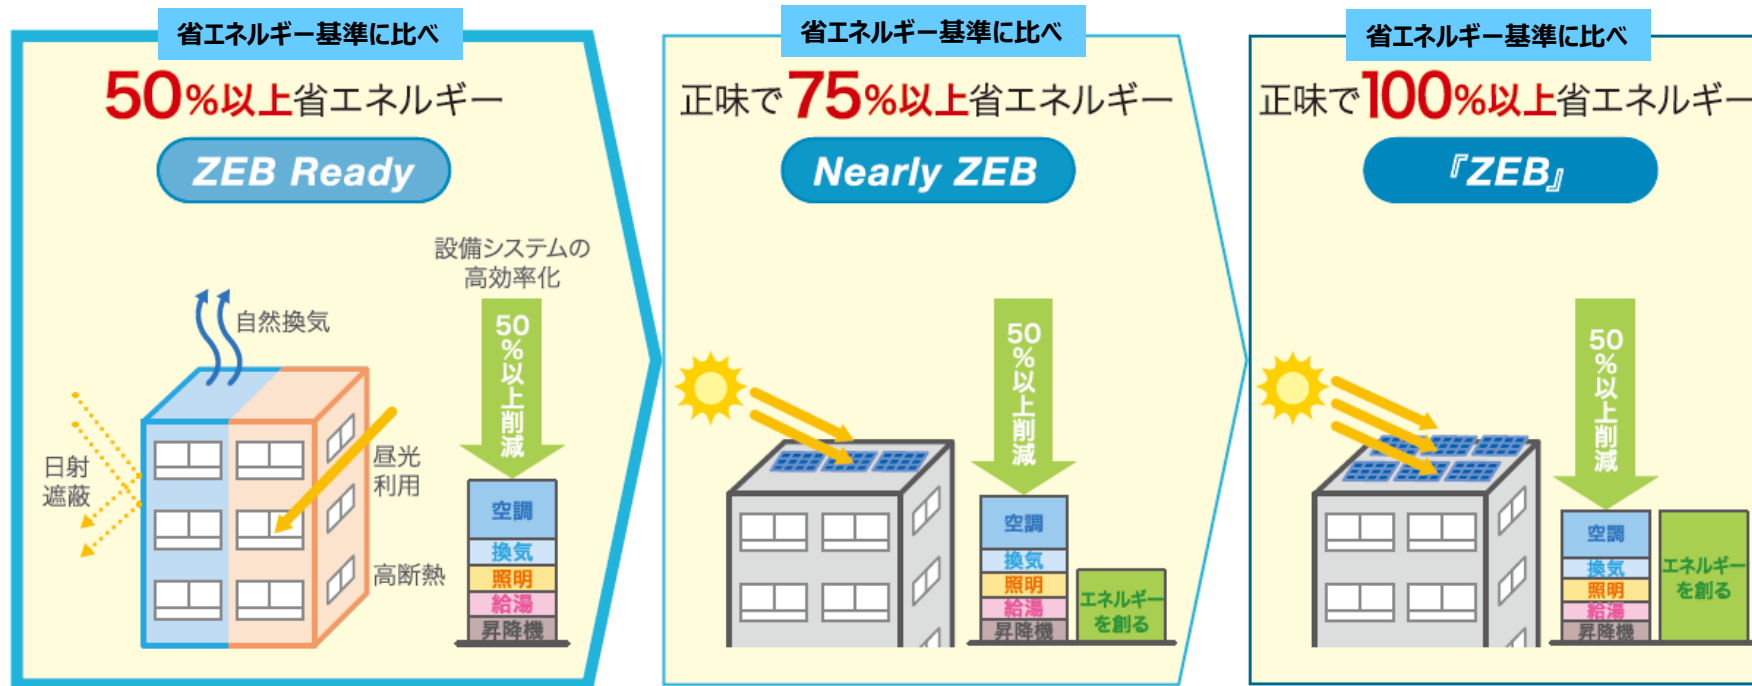 省エネルギー基準に比べ
50%以上省エネルギー
ZEB Ready
設備システムの
高効率化
自然換気
50%以上削減
日射
遮蔽
昼光
利用
高断熱
空調
換気
照明
給湯
昇降機
省エネルギー基準に比べ
正味で75%以上省エネルギー
Nearly ZEB
50%以上削減
空調
換気
照明
給湯
昇降機
エネルギー
を創る
省エネルギー基準に比べ
正味で100%以上省エネルギー
『ZEB』
50%以上削減
空調
換気
照明
給湯
昇降機
エネルギー
を創る